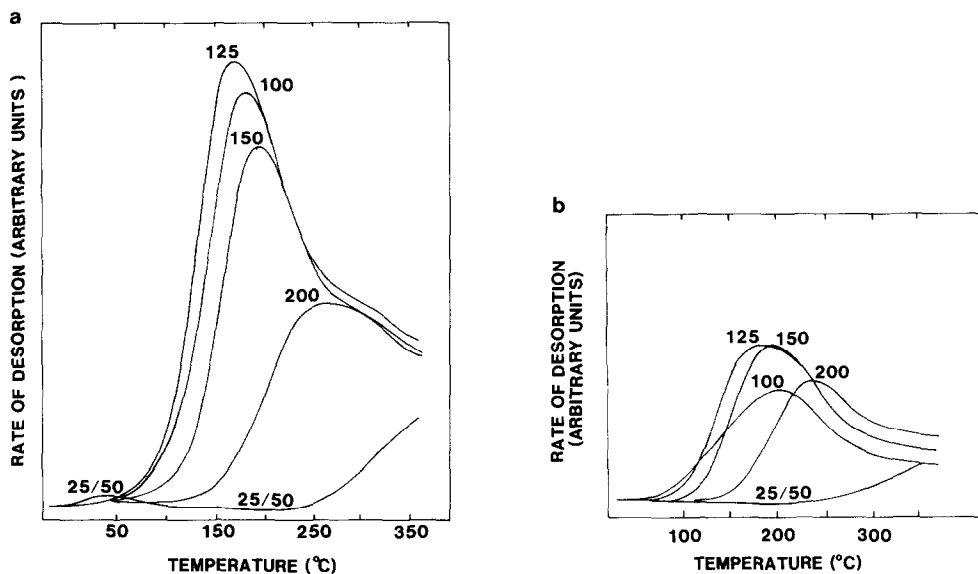 a
RATE OF DESORPTION (ARBITRARY UNITS)
125
100
150
200
25/50
25/50
50 150 250 350
TEMPERATURE (°C)
b
RATE OF DESORPTION
(ARBITRARY UNITS)
125 150
100 200
25/50
100 200 300
TEMPERATURE (°C)